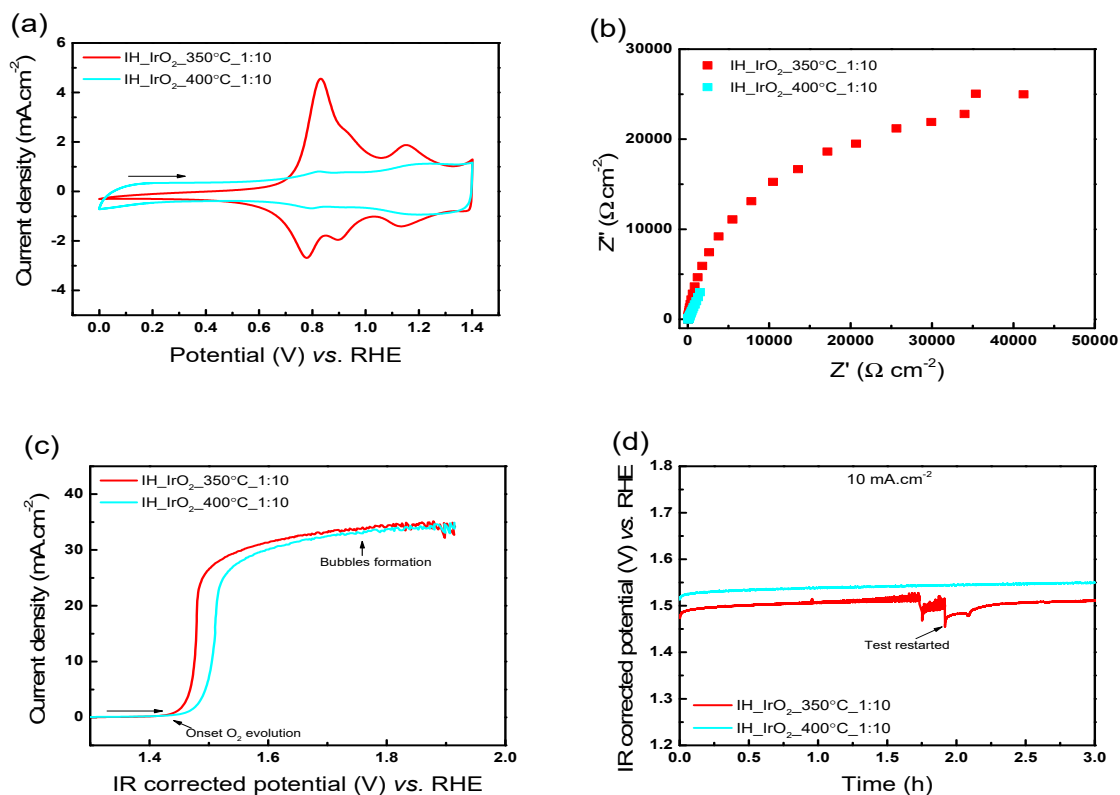 (a)
IH_IrO₂_350°C_1:10
IH_IrO₂_400°C_1:10
6
4
2
0
-2
-4
Current density (mA.cm⁻²)
0.0 0.2 0.4 0.6 0.8 1.0 1.2 1.4
Potential (V) vs. RHE
(b)
IH_IrO₂_350°C_1:10
IH_IrO₂_400°C_1:10
30000
20000
10000
0
Z' (Ω cm⁻²)
0 10000 20000 30000 40000 50000
Z' (Ω cm⁻²)
(c)
IH_IrO₂_350°C_1:10
IH_IrO₂_400°C_1:10
50
40
30
20
10
0
Current density (mA.cm⁻²)
Bubbles formation
Onset O₂ evolution
1.4 1.6 1.8 2.0
IR corrected potential (V) vs. RHE
(d)
10 mA.cm⁻²
1.8
1.7
1.6
1.5
1.4
1.3
1.2
IR corrected potential (V) vs. RHE
Test restarted
IH_IrO₂_350°C_1:10
IH_IrO₂_400°C_1:10
0.0 0.5 1.0 1.5 2.0 2.5 3.0
Time (h)